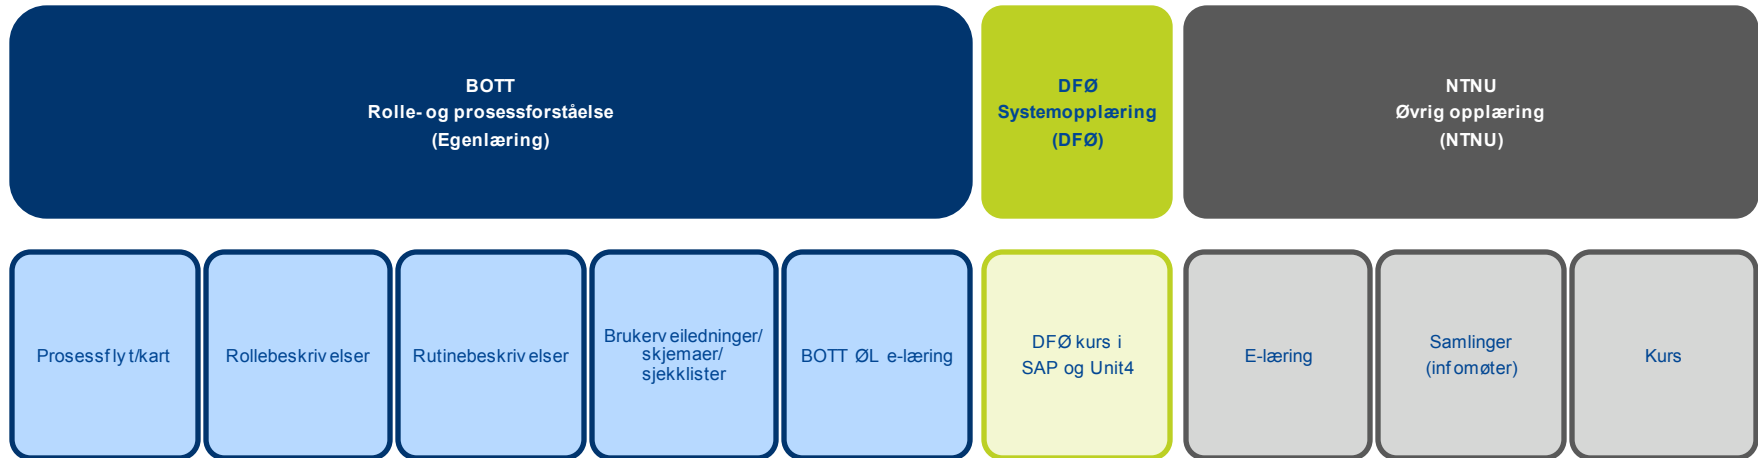 BOTT
Rolle- og prosessforståelse
(Egenlæring)
DFØ
Systemopplæring
(DFØ)
NTNU
Øvrig opplæring
(NTNU)
Prosessflyt/kart
Rollebeskrivelser
Rutinebeskrivelser
Brukerveiledninger/
skjemaer/
sjekklister
BOTT ØL e-læring
DFØ kurs i
SAP og Unit4
E-læring
Samlinger
(infomøter)
Kurs